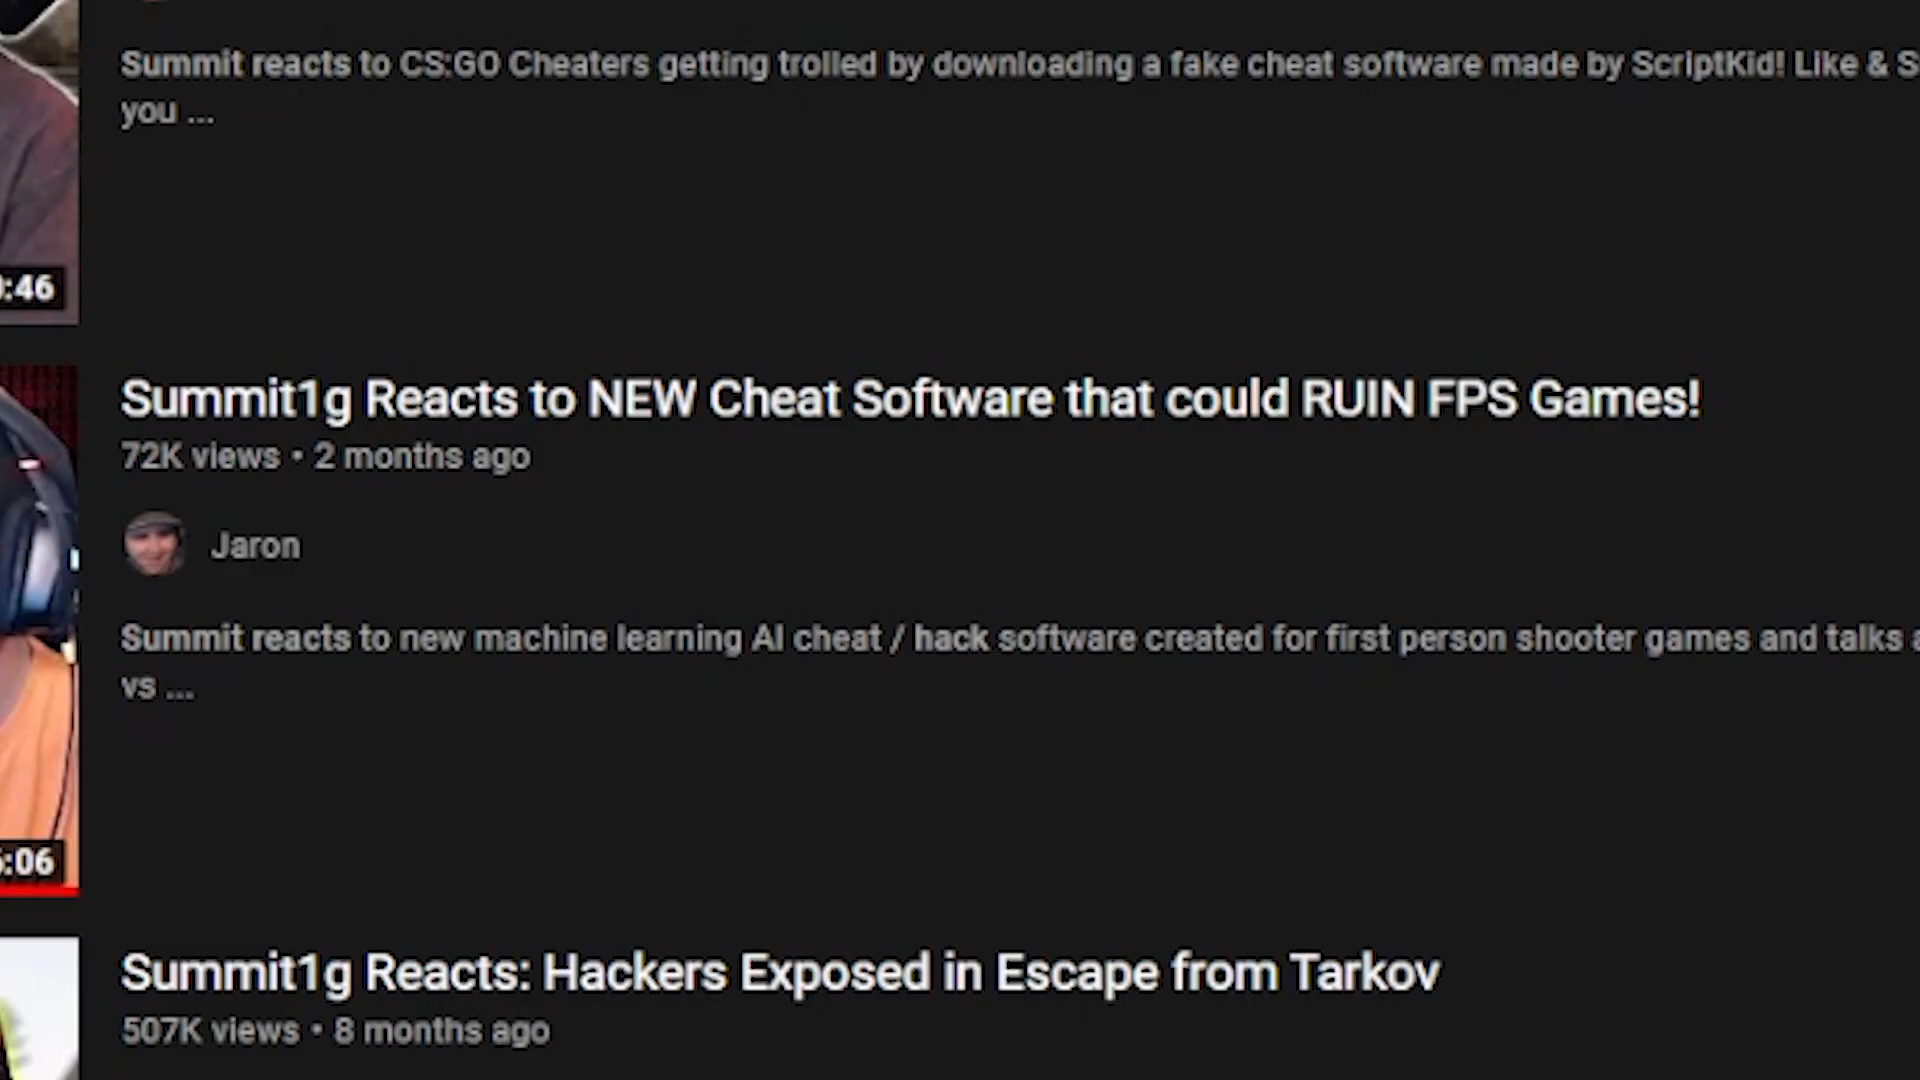 Summit reacts to CS:GO Cheaters getting trolled by downloading a fake cheat software made by ScriptKid! Like & S
you ...
:46
Summit1g Reacts to NEW Cheat Software that could RUIN FPS Games!
72K views • 2 months ago
Jaron
Summit reacts to new machine learning AI cheat / hack software created for first person shooter games and talks a
vs ...
:06
Summit1g Reacts: Hackers Exposed in Escape from Tarkov
507K views • 8 months ago